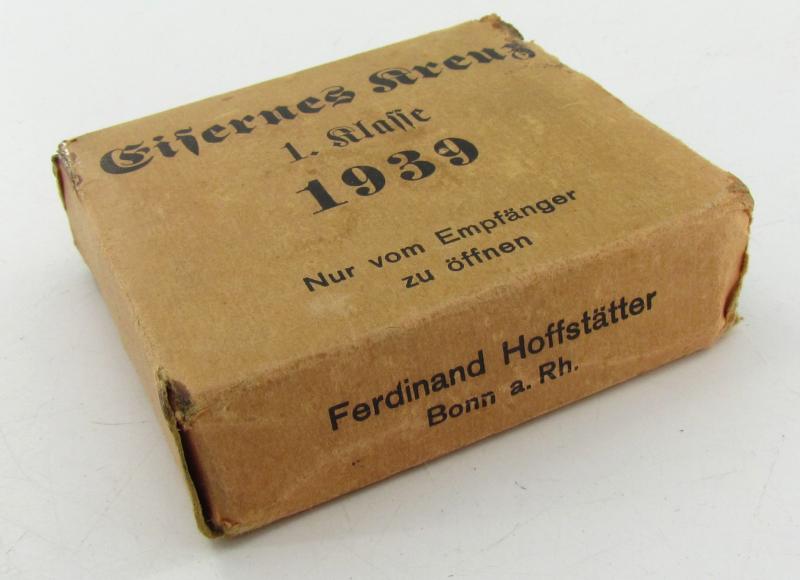 Eisernes Kreuz
1. Klasse
1939
Nur vom Empfänger
zu öffnen
Ferdinand Hoffstätter
Bonn a. Rh.